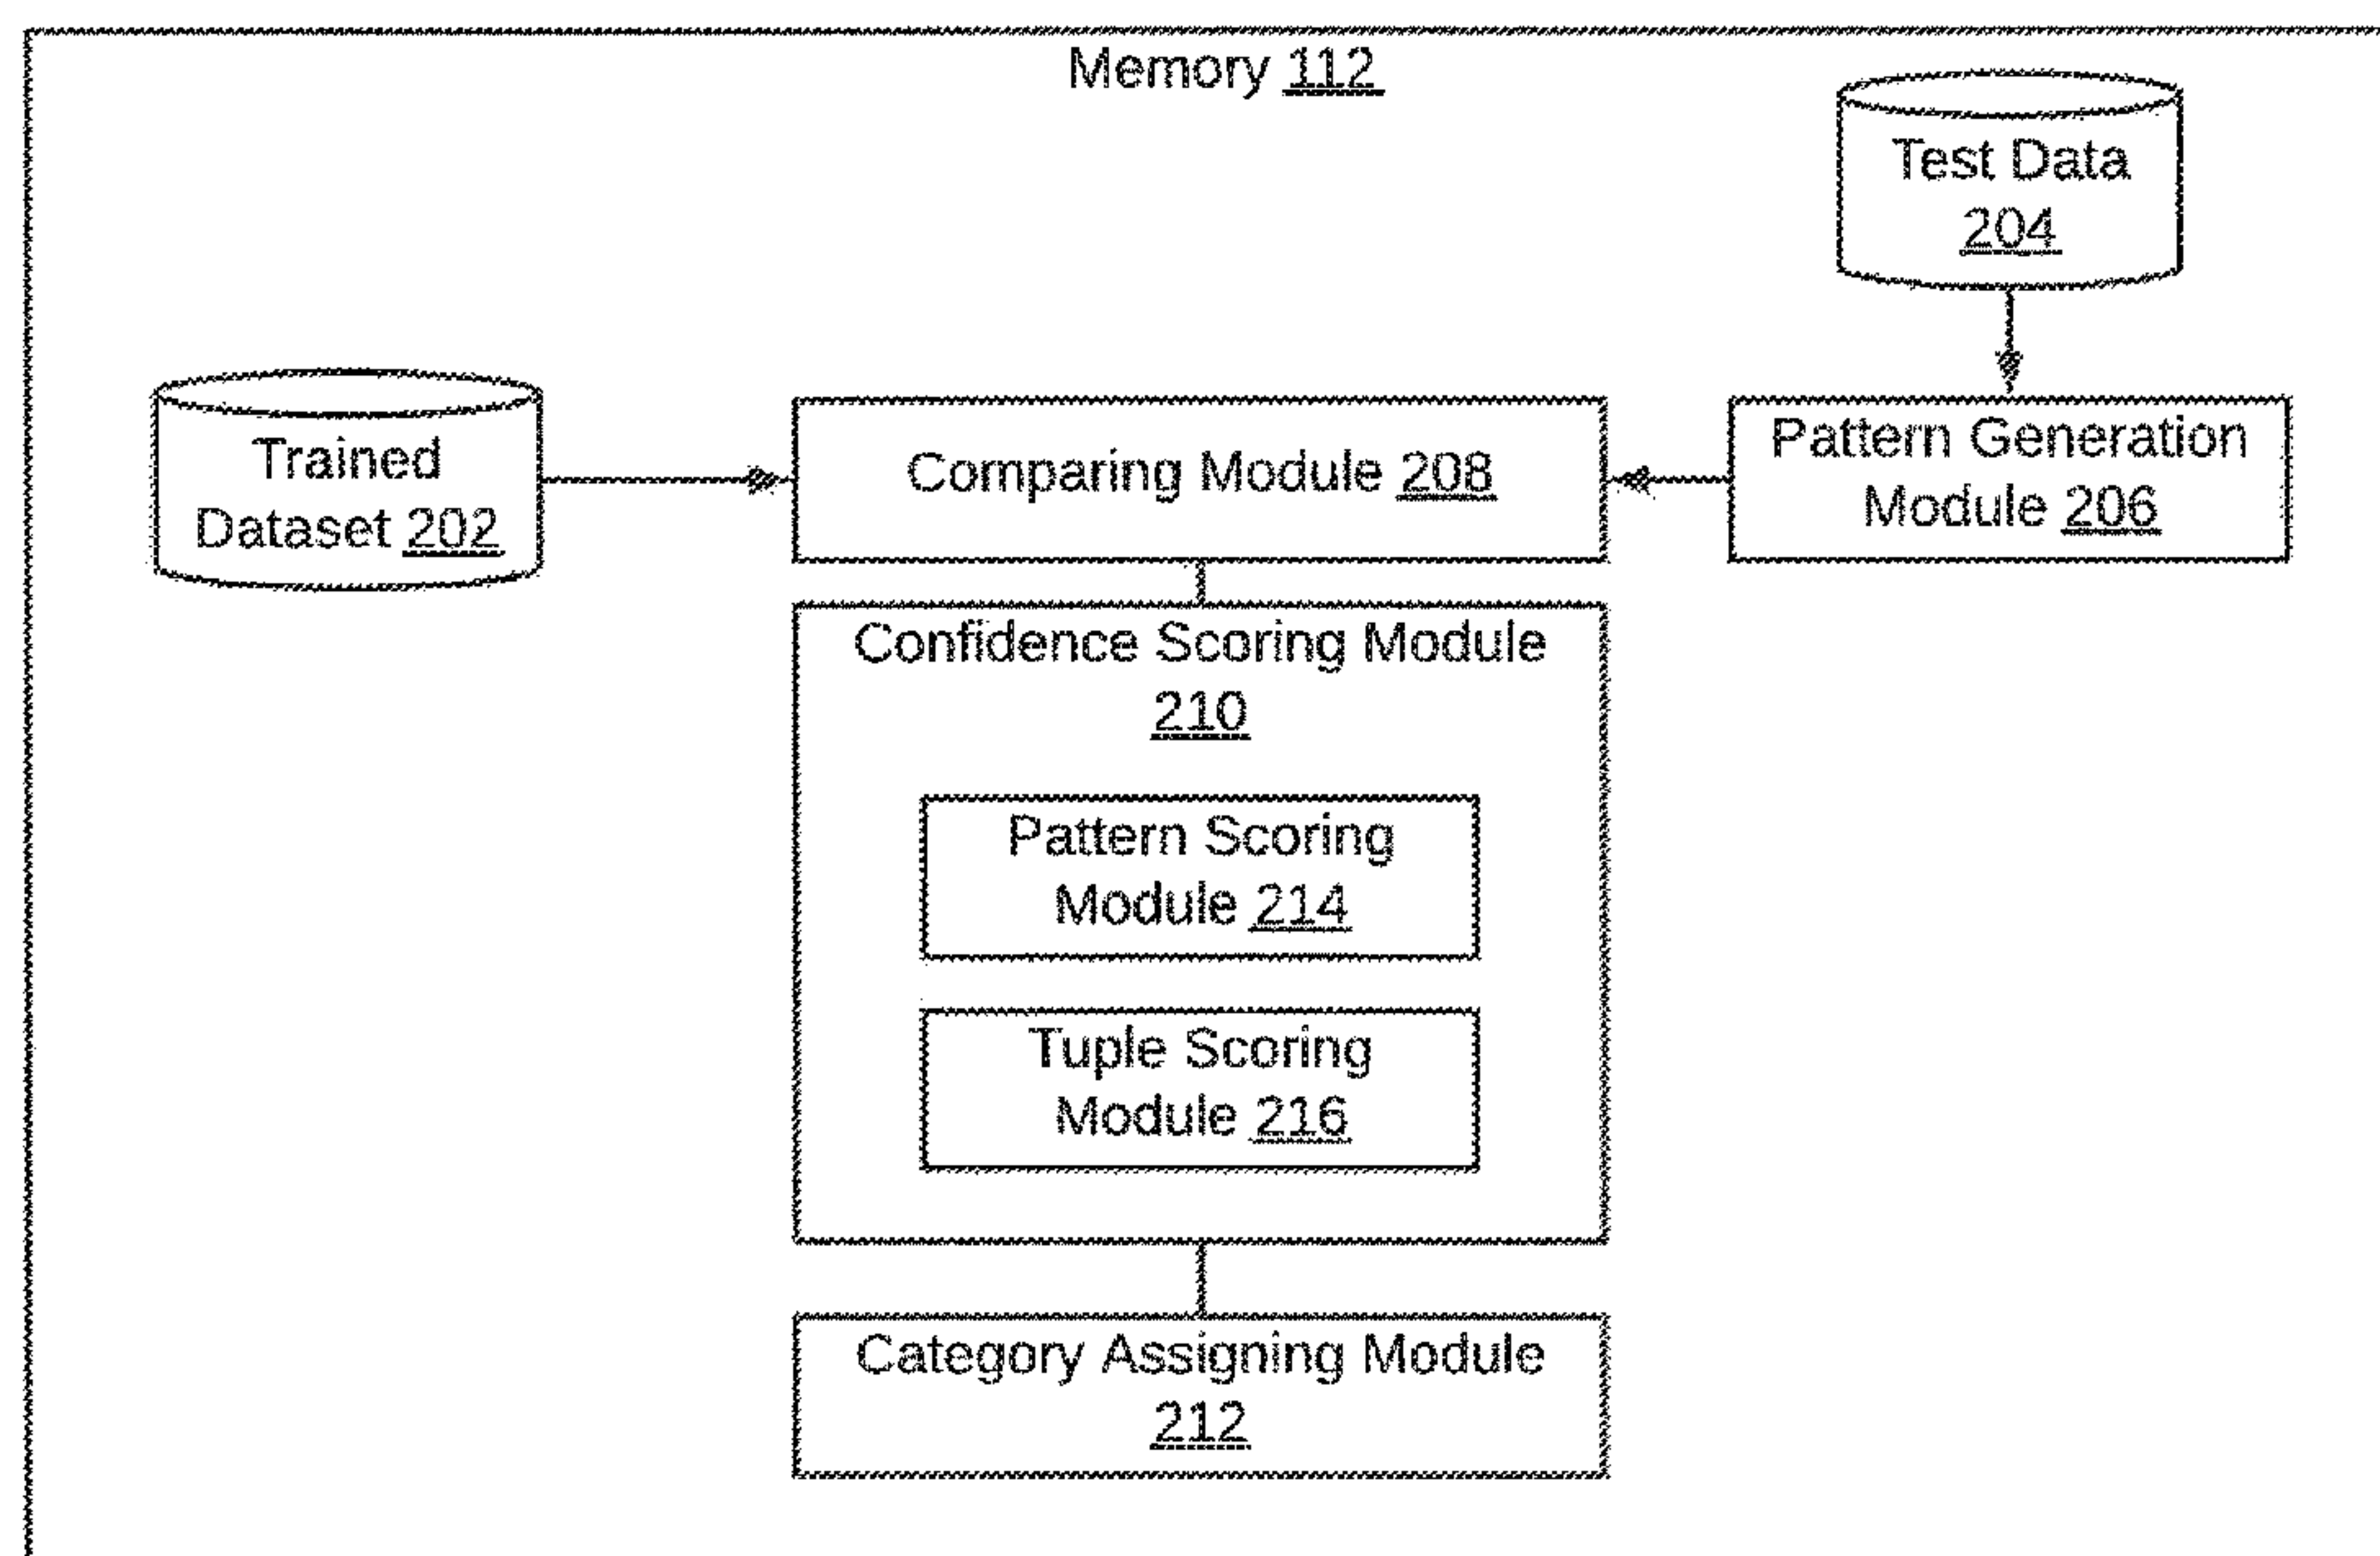 Memory 112
Test Data
204
Trained
Dataset 202
Comparing Module 208
Pattern Generation
Module 206
Confidence Scoring Module
210
Pattern Scoring
Module 214
Tuple Scoring
Module 216
Category Assigning Module
212